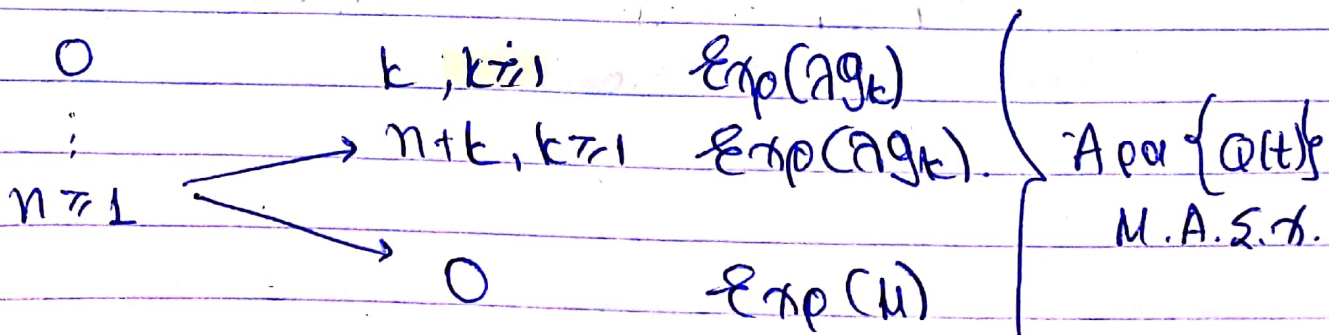 0 k, k≥1 Exp(λg_k)
⋮ → n+k, k≥1 Exp(λg_k). Άρα {Q(t)}
n≥1 Μ.Α.Σ.Χ.
0 Exp(μ)